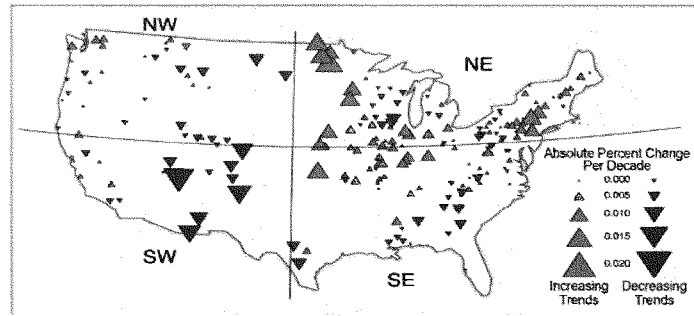 NW
NE
SW
SE
Absolute Percent Change
Per Decade
0.000
0.005
0.010
0.015
0.020
Increasing Decreasing
Trends Trends